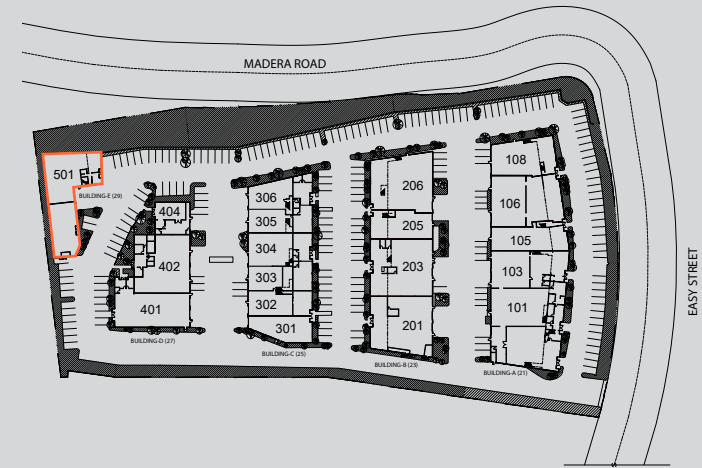 MADERA ROAD
EASY STREET
501
BUILDING-E (29)
404
402
401
BUILDING-D (27)
306
305
304
303
302
301
BUILDING-C (25)
206
205
203
201
BUILDING-B (23)
108
106
105
103
101
BUILDING-A (21)